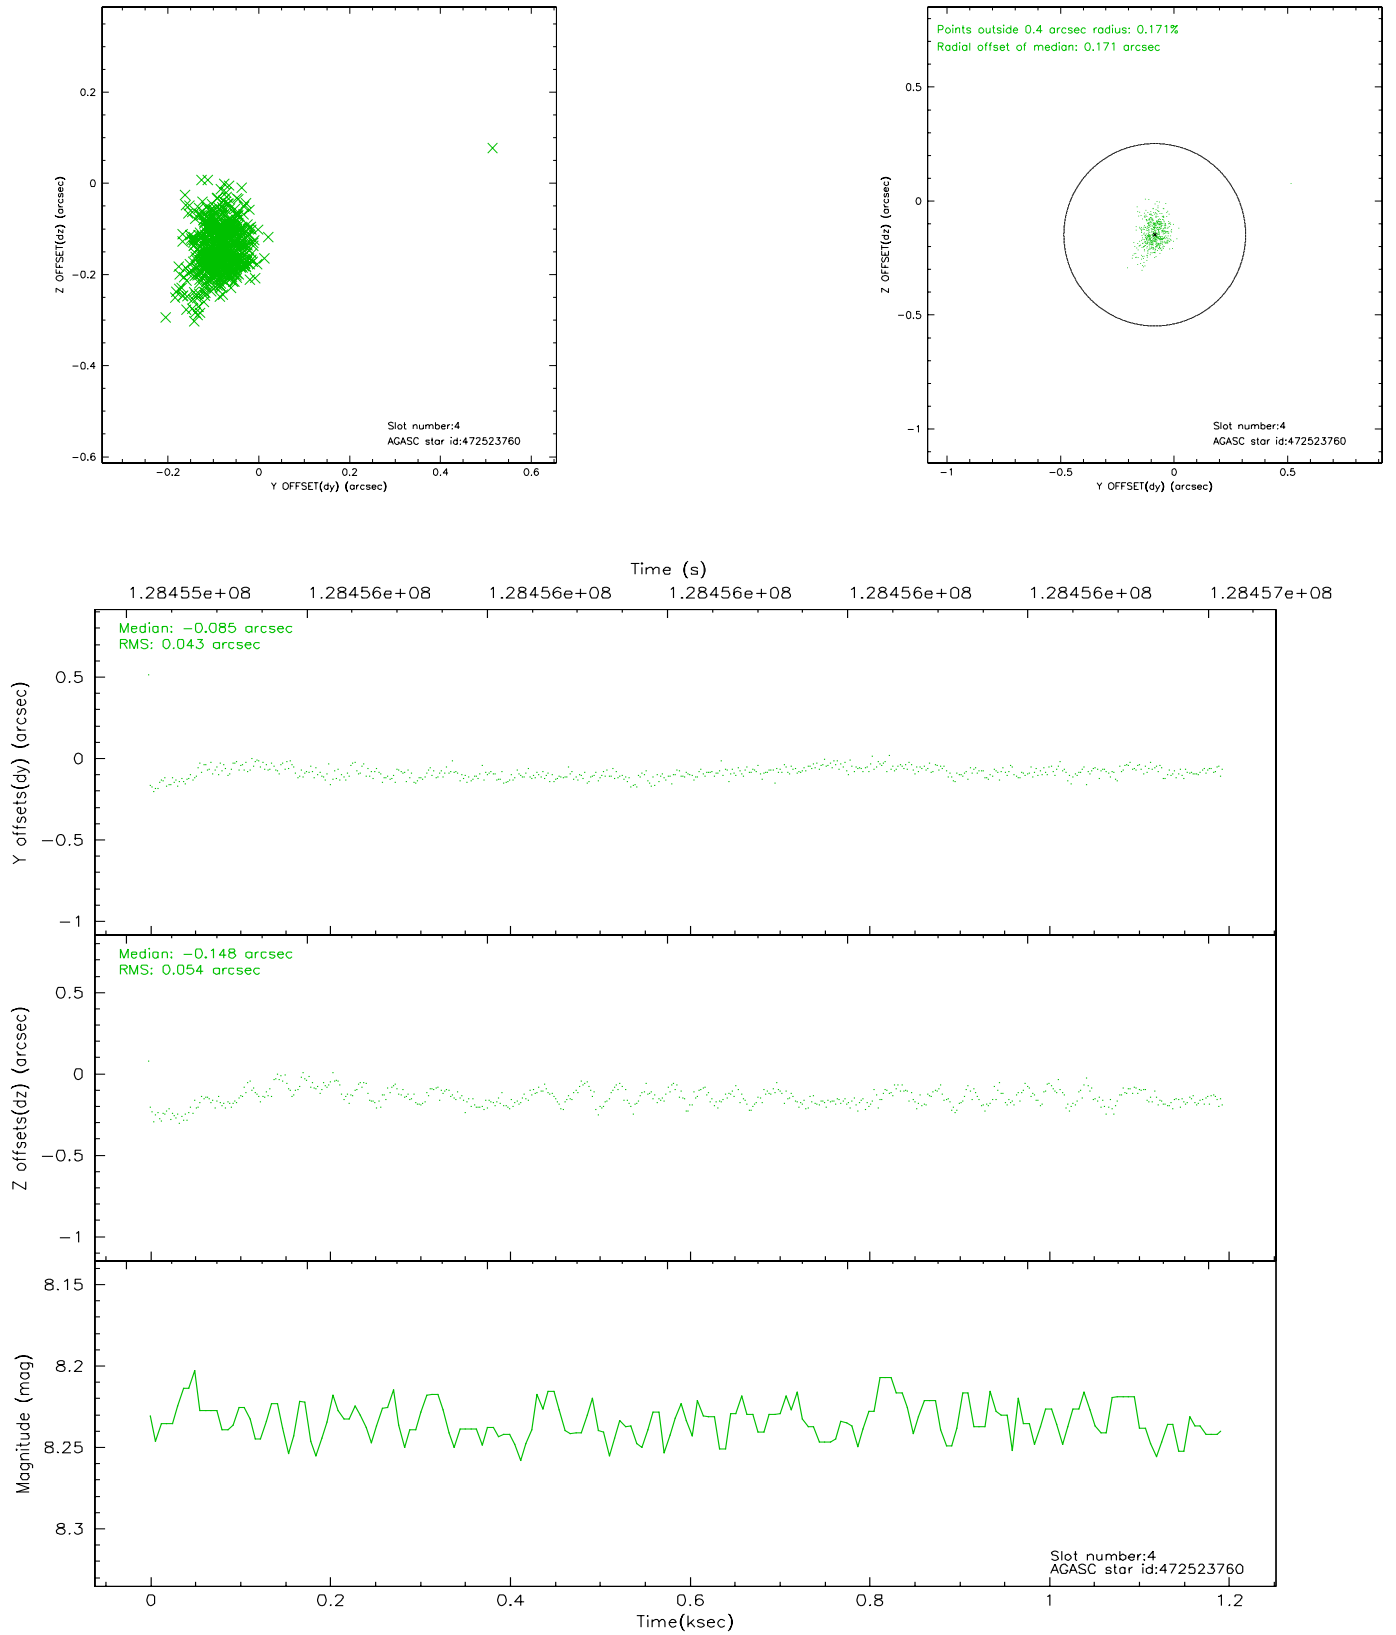 0.2
0
−0.2
−0.4
−0.6
Z OFFSET(dz) (arcsec)
Slot number:4
AGASC star id:472523760
−0.2 0 0.2 0.4 0.6
Y OFFSET(dy) (arcsec)
Points outside 0.4 arcsec radius: 0.171%
Radial offset of median: 0.171 arcsec
0.5
0
−0.5
−1
Z OFFSET(dz) (arcsec)
Slot number:4
AGASC star id:472523760
−1 −0.5 0 0.5
Y OFFSET(dy) (arcsec)
Time (s)
1.28455e+08 1.28456e+08 1.28456e+08 1.28456e+08 1.28456e+08 1.28456e+08 1.28457e+08
Median: −0.085 arcsec
RMS: 0.043 arcsec
0.5
0
−0.5
−1
Y offsets(dy) (arcsec)
Median: −0.148 arcsec
RMS: 0.054 arcsec
0.5
0
−0.5
−1
Z offsets(dz) (arcsec)
8.15
8.2
8.25
8.3
Magnitude (mag)
Slot number:4
AGASC star id:472523760
0 0.2 0.4 0.6 0.8 1 1.2
Time(ksec)